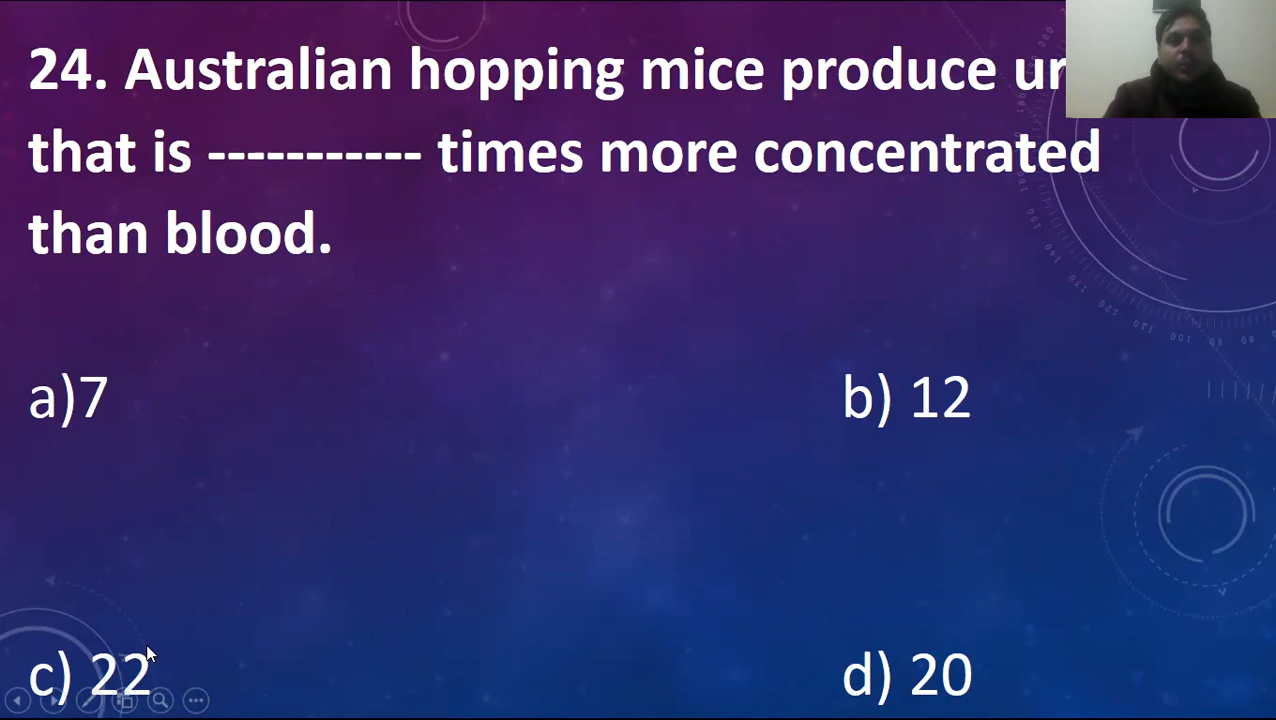 24. Australian hopping mice produce ur
that is ----------- times more concentrated
than blood.
a)7
b) 12
c) 22
d) 20